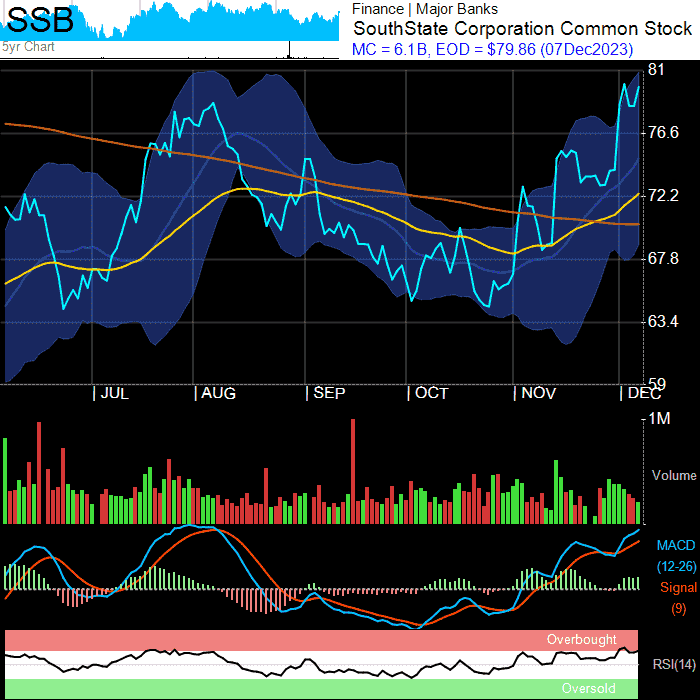 SSB
5yr Chart
Finance | Major Banks
SouthState Corporation Common Stock
MC = 6.1B, EOD = $79.86 (07Dec2023)
81
76.6
72.2
67.8
63.4
59
JUL AUG SEP OCT NOV DEC
1M
Volume
MACD
(12-26)
Signal
(9)
Overbought
RSI(14)
Oversold